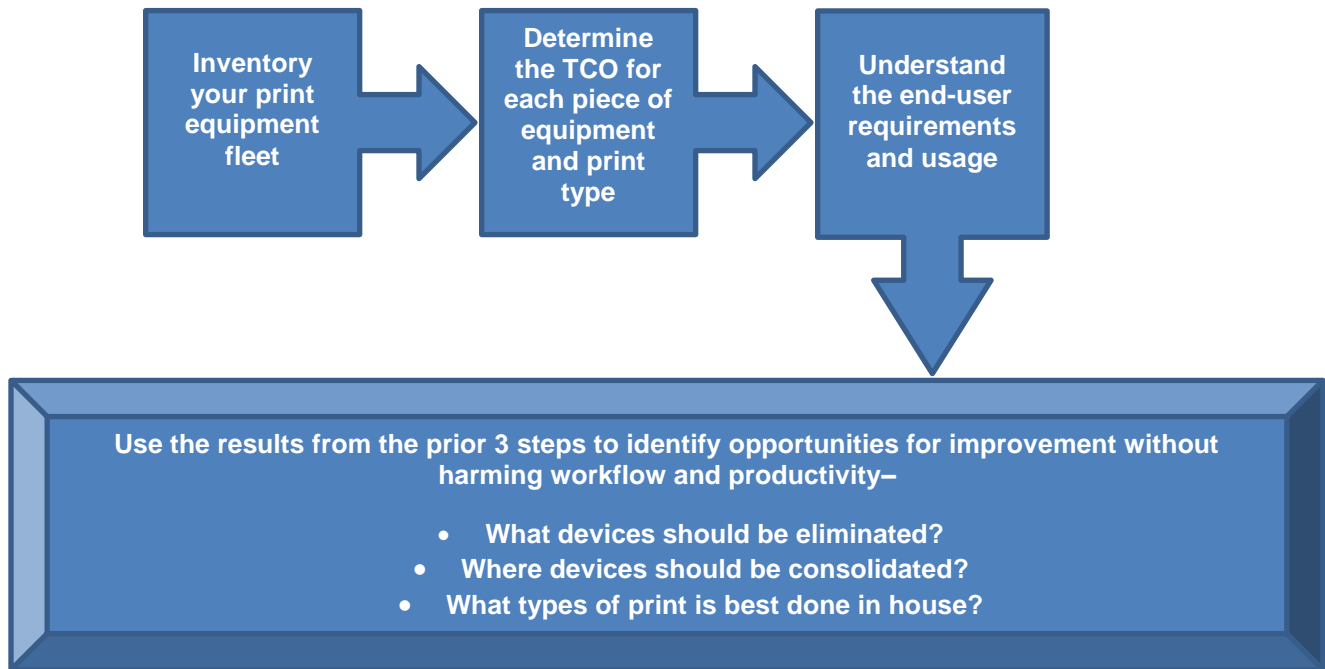 Inventory
your print
equipment
fleet
Determine
the TCO for
each piece of
equipment
and print
type
Understand
the end-user
requirements
and usage
Use the results from the prior 3 steps to identify opportunities for improvement without
harming workflow and productivity–
• What devices should be eliminated?
• Where devices should be consolidated?
• What types of print is best done in house?